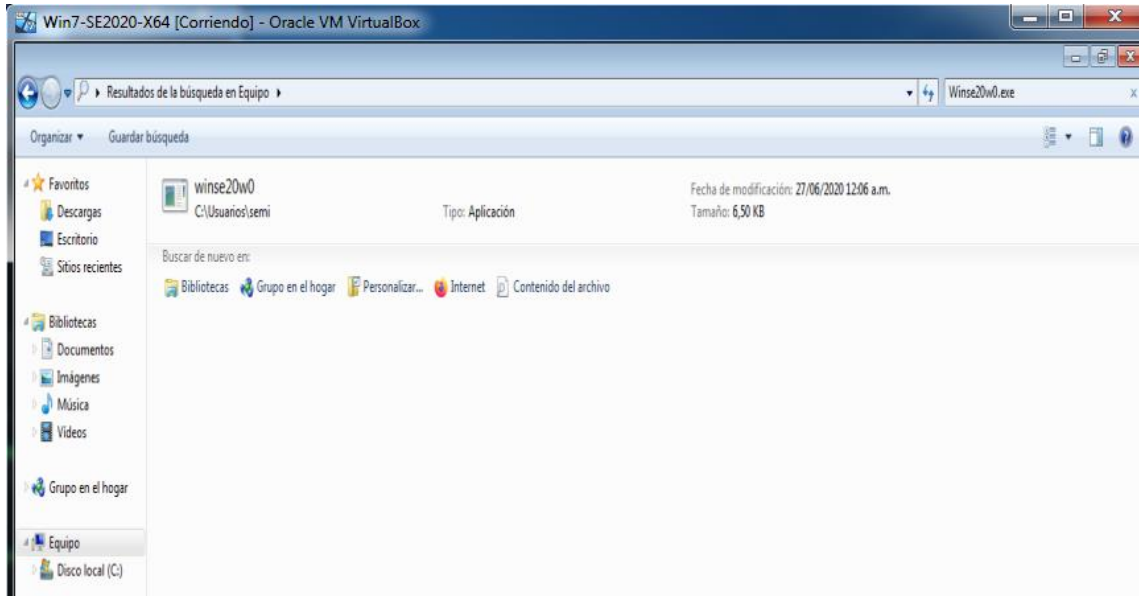 Win7-SE2020-X64 [Corriendo] - Oracle VM VirtualBox
Resultados de la búsqueda en Equipo
Winse20w0.exe
Organizar
Guardar búsqueda
Favoritos
Descargas
Escritorio
Sitios recientes
Bibliotecas
Documentos
Imágenes
Música
Videos
Grupo en el hogar
Equipo
Disco local (C:)
winse20w0
C:\Usuarios\semi
Tipo: Aplicación
Fecha de modificación: 27/06/2020 12:06 a.m.
Tamaño: 6,50 KB
Buscar de nuevo en:
Bibliotecas Grupo en el hogar Personalizar... Internet Contenido del archivo